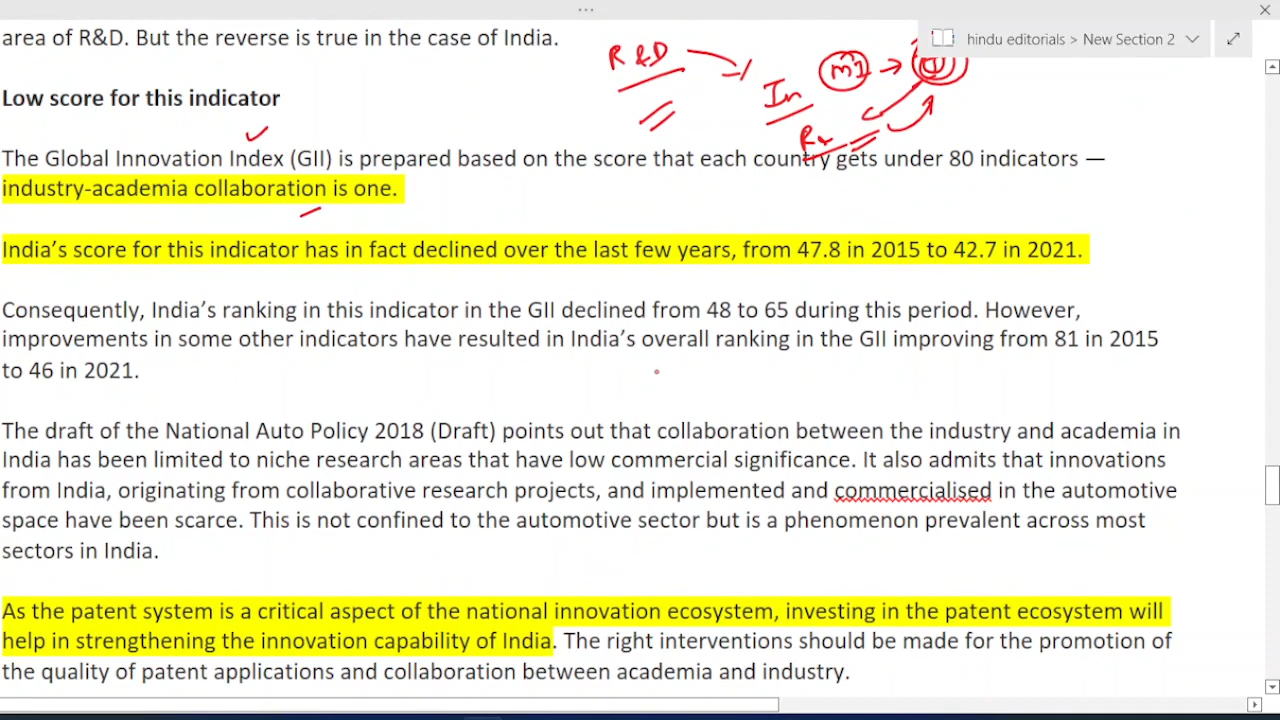 area of R&D. But the reverse is true in the case of India.
hindu editorials > New Section 2
R&D
In
Low score for this indicator
The Global Innovation Index (GII) is prepared based on the score that each country gets under 80 indicators —
industry-academia collaboration is one.
India’s score for this indicator has in fact declined over the last few years, from 47.8 in 2015 to 42.7 in 2021.
Consequently, India’s ranking in this indicator in the GII declined from 48 to 65 during this period. However,
improvements in some other indicators have resulted in India’s overall ranking in the GII improving from 81 in 2015
to 46 in 2021.
The draft of the National Auto Policy 2018 (Draft) points out that collaboration between the industry and academia in
India has been limited to niche research areas that have low commercial significance. It also admits that innovations
from India, originating from collaborative research projects, and implemented and commercialised in the automotive
space have been scarce. This is not confined to the automotive sector but is a phenomenon prevalent across most
sectors in India.
As the patent system is a critical aspect of the national innovation ecosystem, investing in the patent ecosystem will
help in strengthening the innovation capability of India. The right interventions should be made for the promotion of
the quality of patent applications and collaboration between academia and industry.